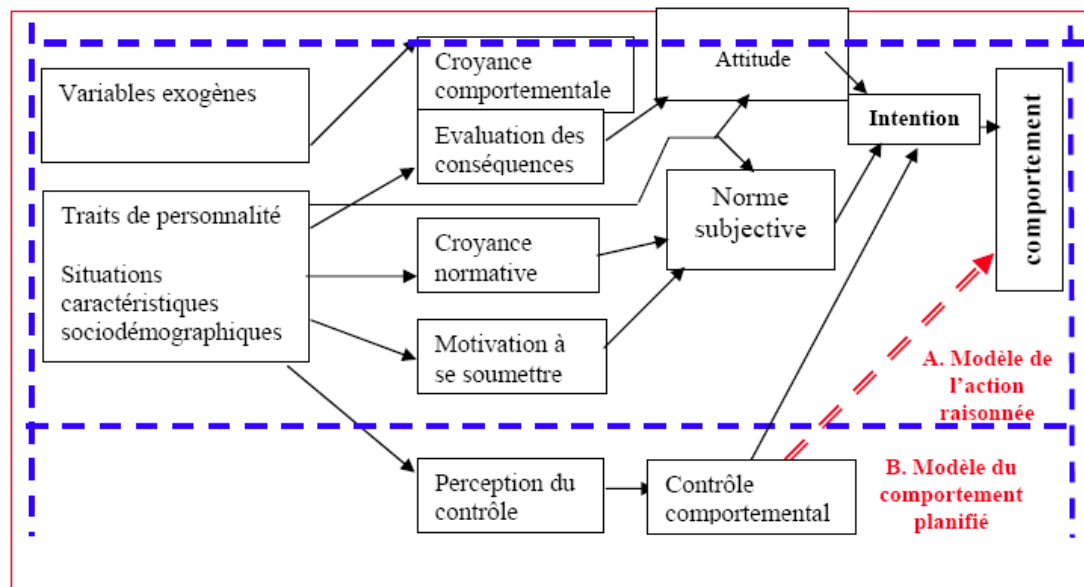 Variables exogènes
Traits de personnalité
Situations
caractéristiques
sociodémographiques
Croyance
comportementale
Evaluation des
conséquences
Croyance
normative
Motivation à
se soumettre
Perception du
contrôle
Attitude
Norme
subjective
Contrôle
comportemental
Intention
comportement
A. Modèle de
l’action
raisonnée
B. Modèle du
comportement
planifié